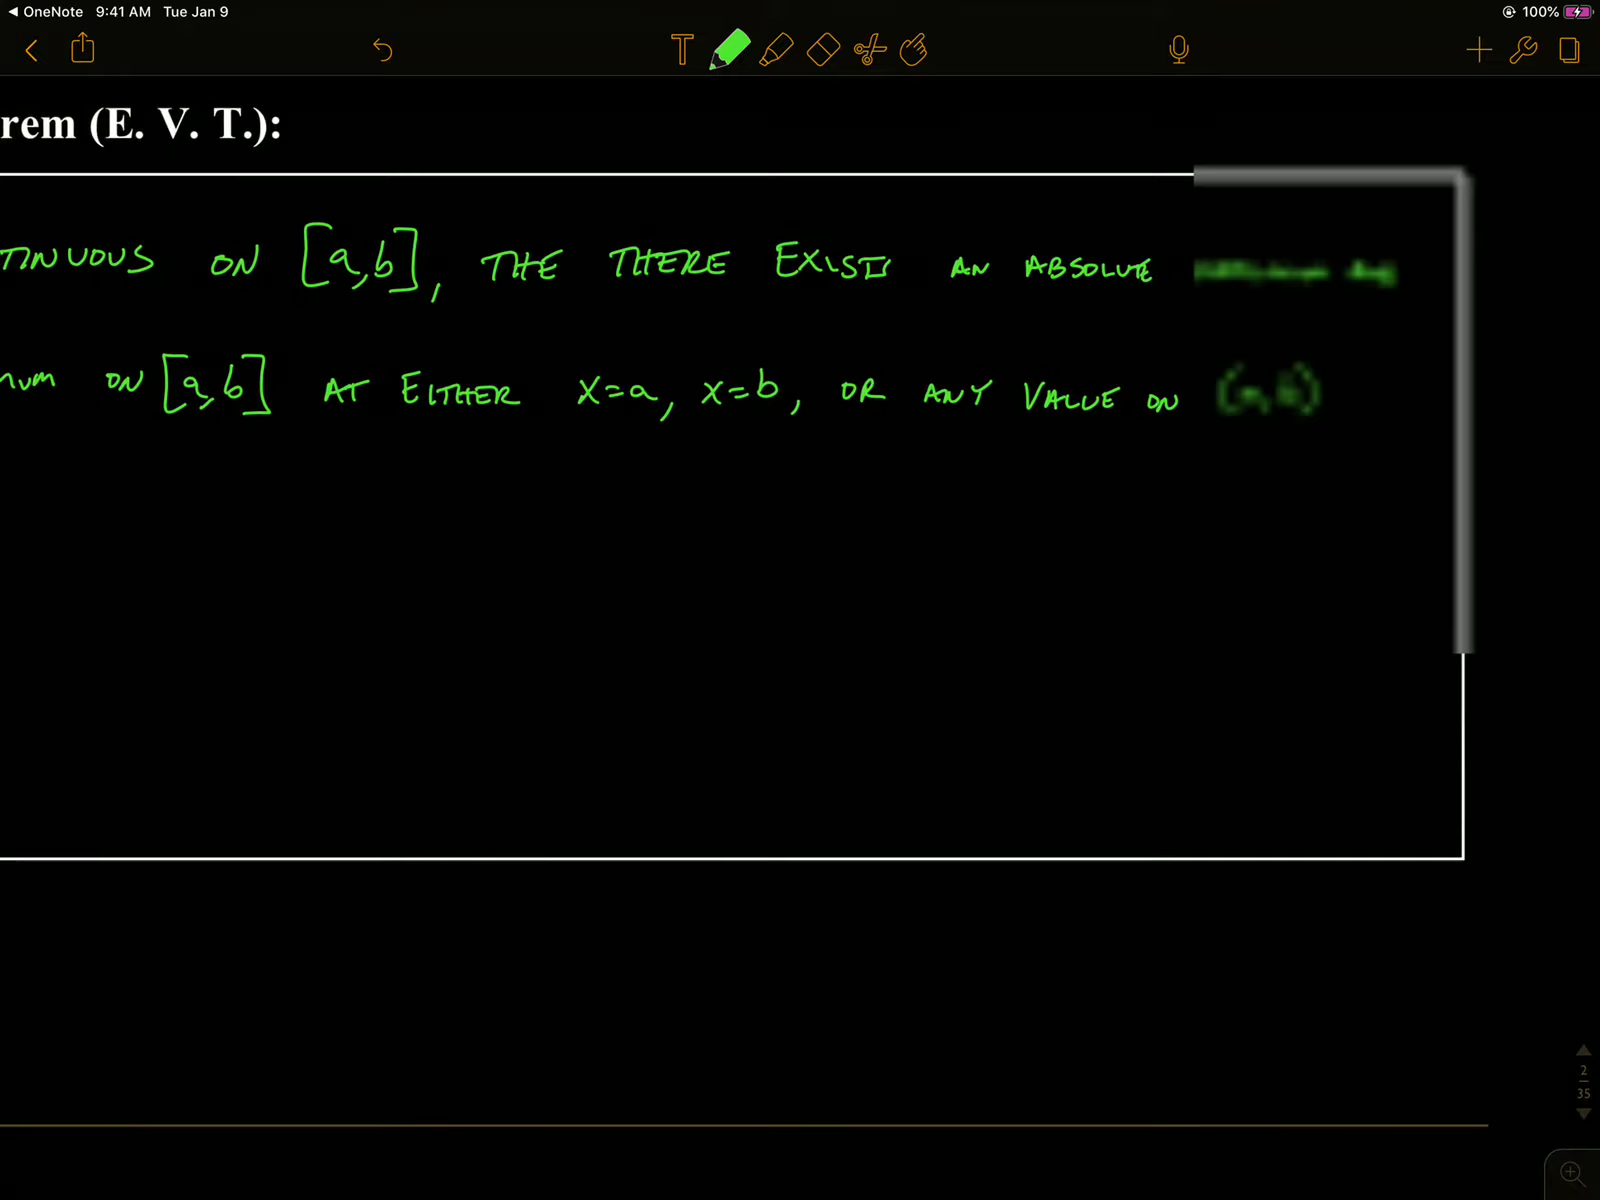 OneNote 9:41 AM Tue Jan 9 100%
rem (E. V. T.):
TINUOUS ON [a,b], THE THERE EXISTS AN ABSOLUTE
MUM ON [a,b] AT EITHER x=a, x=b, OR ANY VALUE ON (a,b)
2
35